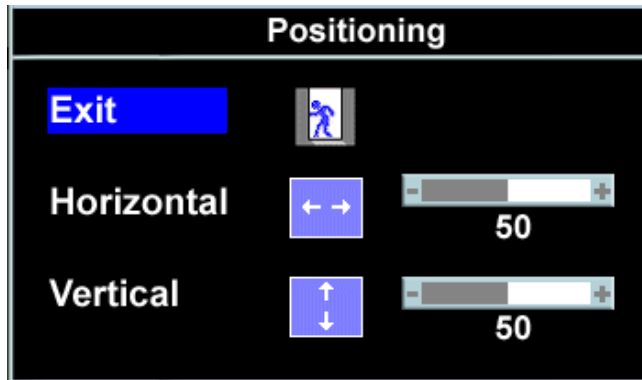 Positioning
Exit
Horizontal
- +
50
Vertical
- +
50